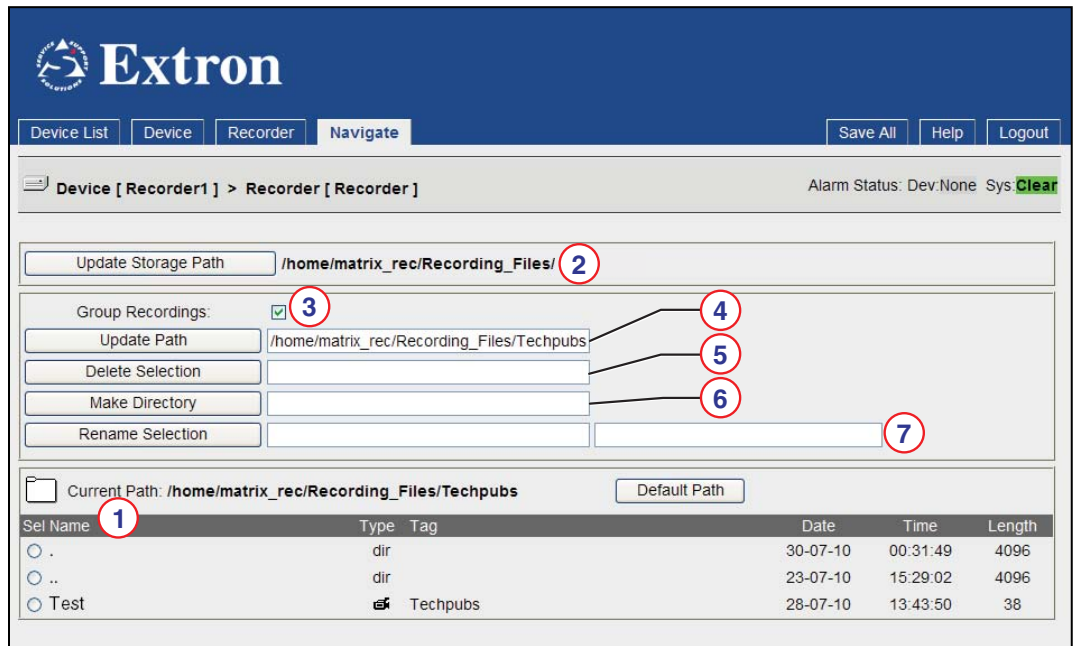 SERVICE SUPPORT SOLUTIONS
Extron
Device List Device Recorder Navigate Save All Help Logout
Device [ Recorder1 ] > Recorder [ Recorder ] Alarm Status: Dev:None Sys:Clear
Update Storage Path /home/matrix_rec/Recording_Files/ 2
Group Recordings: 3
4
Update Path /home/matrix_rec/Recording_Files/Techpubs
5
Delete Selection
Make Directory 6
Rename Selection 7
Current Path: /home/matrix_rec/Recording_Files/Techpubs Default Path
1
Sel Name Type Tag Date Time Length
. dir 30-07-10 00:31:49 4096
.. dir 23-07-10 15:29:02 4096
Test Techpubs 28-07-10 13:43:50 38